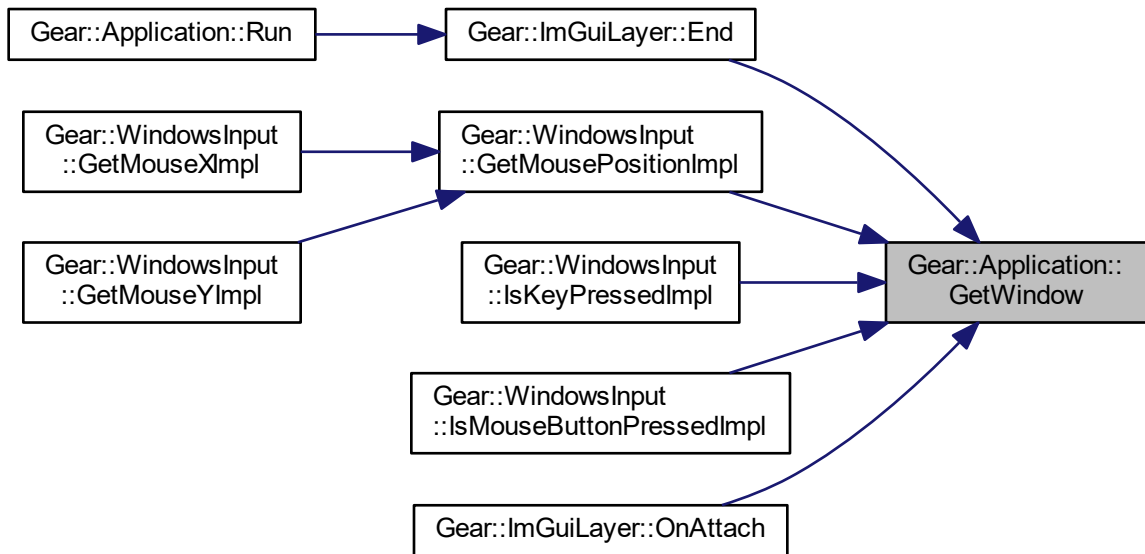 Gear::Application::Run
Gear::ImGuiLayer::End
Gear::WindowsInput
::GetMouseXImpl
Gear::WindowsInput
::GetMousePositionImpl
Gear::WindowsInput
::GetMouseYImpl
Gear::WindowsInput
::IsKeyPressedImpl
Gear::Application::
GetWindow
Gear::WindowsInput
::IsMouseButtonPressedImpl
Gear::ImGuiLayer::OnAttach